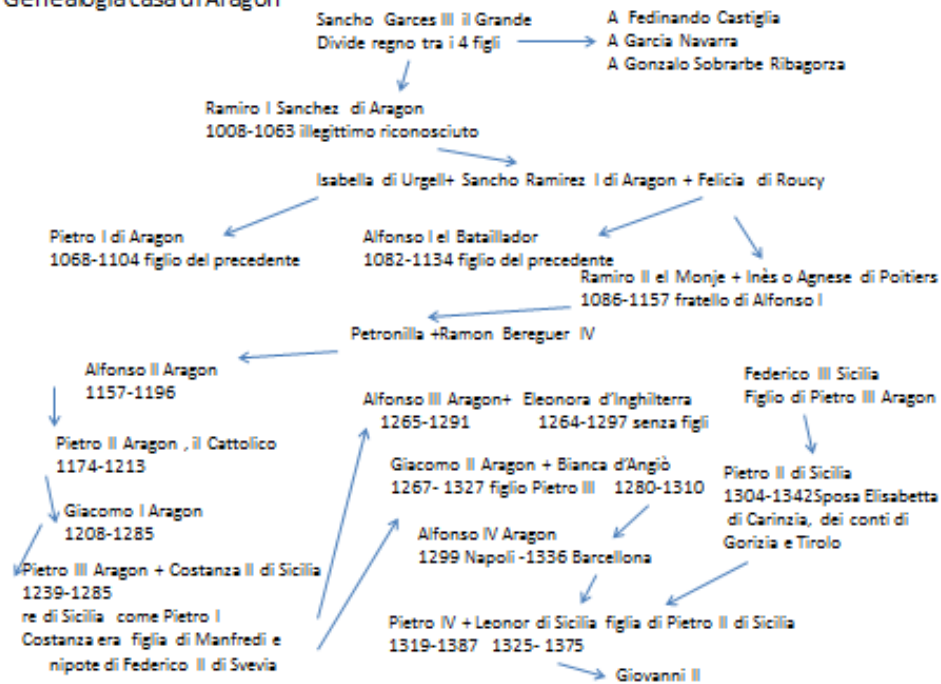 Genealogia casa di Aragon
Sancho Garces III il Grande
Divide regno tra i 4 figli
A Fedinando Castiglia
A Garcia Navarra
A Gonzalo Sobrarbe Ribagorza
Ramiro I Sanchez di Aragon
1008-1063 illegittimo riconosciuto
Isabella di Urgell+ Sancho Ramirez I di Aragon + Felicia di Roucy
Pietro I di Aragon
1068-1104 figlio del precedente
Alfonso I el Bataillador
1082-1134 figlio del precedente
Ramiro II el Monje + Inès o Agnese di Poitiers
1086-1157 fratello di Alfonso I
Petronilla +Ramon Bereguer IV
Alfonso II Aragon
1157-1196
Federico III Sicilia
Figlio di Pietro III Aragon
Alfonso III Aragon+ Eleonora d'Inghilterra
1265-1291 1264-1297 senza figli
Pietro II Aragon , il Cattolico
1174-1213
Giacomo II Aragon + Bianca d'Angiò
1267- 1327 figlio Pietro III 1280-1310
Pietro II di Sicilia
1304-1342Sposa Elisabetta
di Carinzia, dei conti di
Gorizia e Tirolo
Giacomo I Aragon
1208-1285
Alfonso IV Aragon
1299 Napoli -1336 Barcellona
Pietro III Aragon + Costanza II di Sicilia
1239-1285
re di Sicilia come Pietro I
Costanza era figlia di Manfredi e
nipote di Federico II di Svevia
Pietro IV + Leonor di Sicilia figlia di Pietro II di Sicilia
1319-1387 1325- 1375
Giovanni II